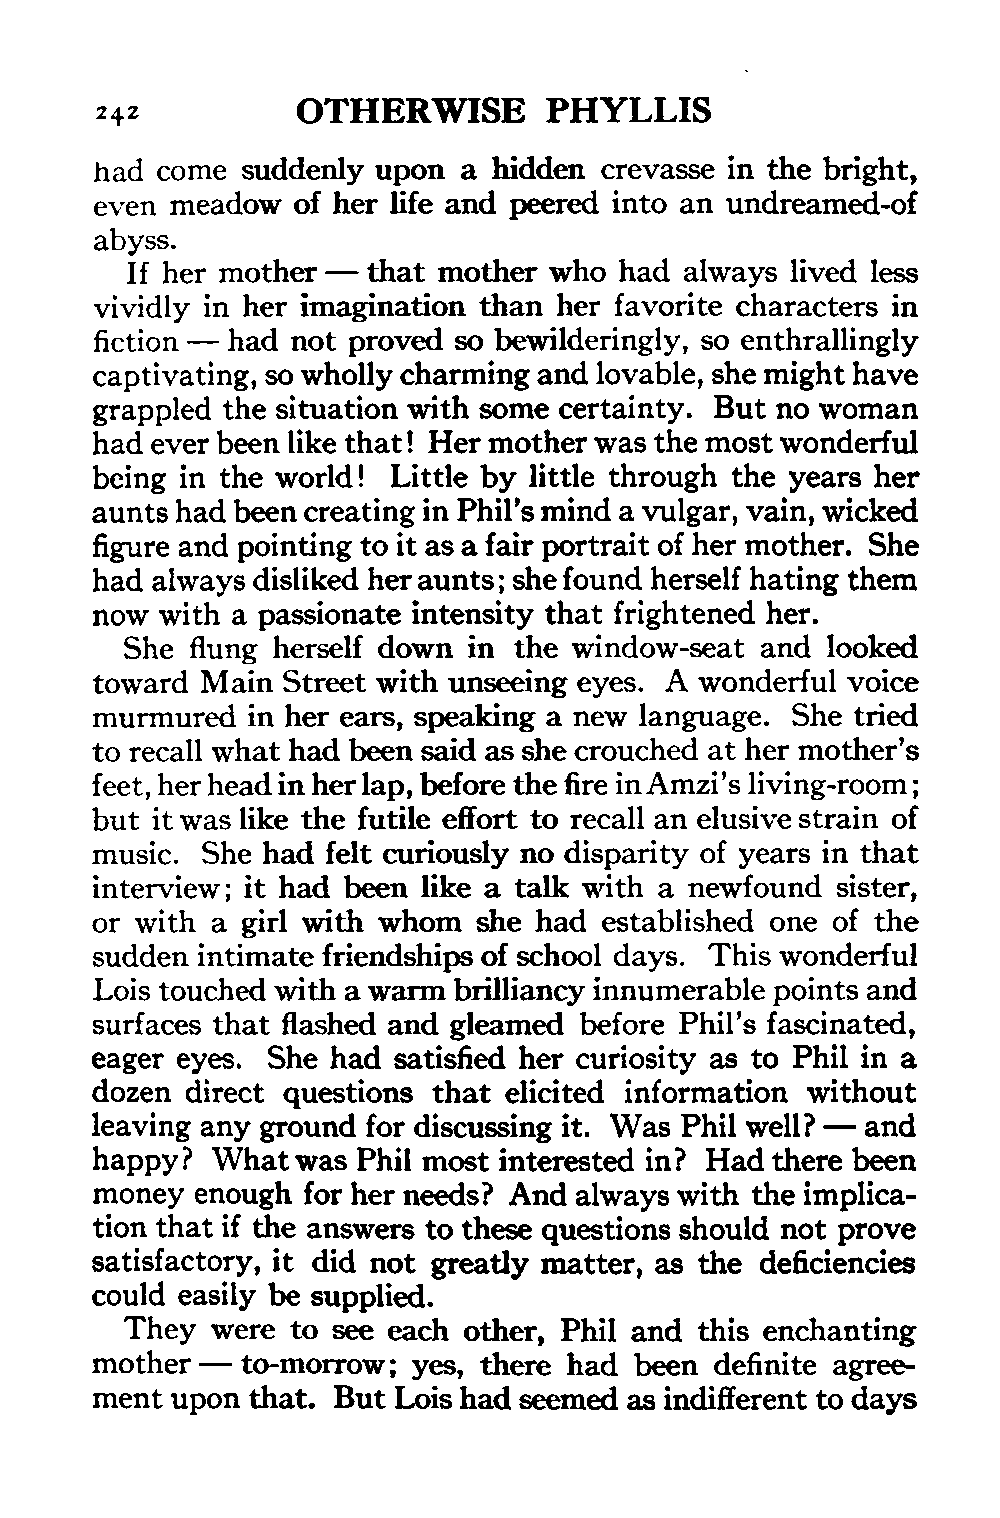 242 OTHERWISE PHYLLIS
had come suddenly upon a hidden crevasse in the bright,
even meadow of her life and peered into an undreamed-of
abyss.
If her mother — that mother who had always lived less
vividly in her imagination than her favorite characters in
fiction — had not proved so bewilderingly, so enthrallingly
captivating, so wholly charming and lovable, she might have
grappled the situation with some certainty. But no woman
had ever been like that! Her mother was the most wonderful
being in the world! Little by little through the years her
aunts had been creating in Phil's mind a vulgar, vain, wicked
figure and pointing to it as a fair portrait of her mother. She
had always disliked her aunts; she found herself hating them
now with a passionate intensity that frightened her.
She flung herself down in the window-seat and looked
toward Main Street with unseeing eyes. A wonderful voice
murmured in her ears, speaking a new language. She tried
to recall what had been said as she crouched at her mother's
feet, her head in her lap, before the fire in Amzi's living-room;
but it was like the futile effort to recall an elusive strain of
music. She had felt curiously no disparity of years in that
interview; it had been like a talk with a newfound sister,
or with a girl with whom she had established one of the
sudden intimate friendships of school days. This wonderful
Lois touched with a warm brilliancy innumerable points and
surfaces that flashed and gleamed before Phil's fascinated,
eager eyes. She had satisfied her curiosity as to Phil in a
dozen direct questions that elicited information without
leaving any ground for discussing it. Was Phil well? — and
happy? What was Phil most interested in? Had there been
money enough for her needs? And always with the implica-
tion that if the answers to these questions should not prove
satisfactory, it did not greatly matter, as the deficiencies
could easily be supplied.
They were to see each other, Phil and this enchanting
mother — to-morrow; yes, there had been definite agree-
ment upon that. But Lois had seemed as indifferent to days